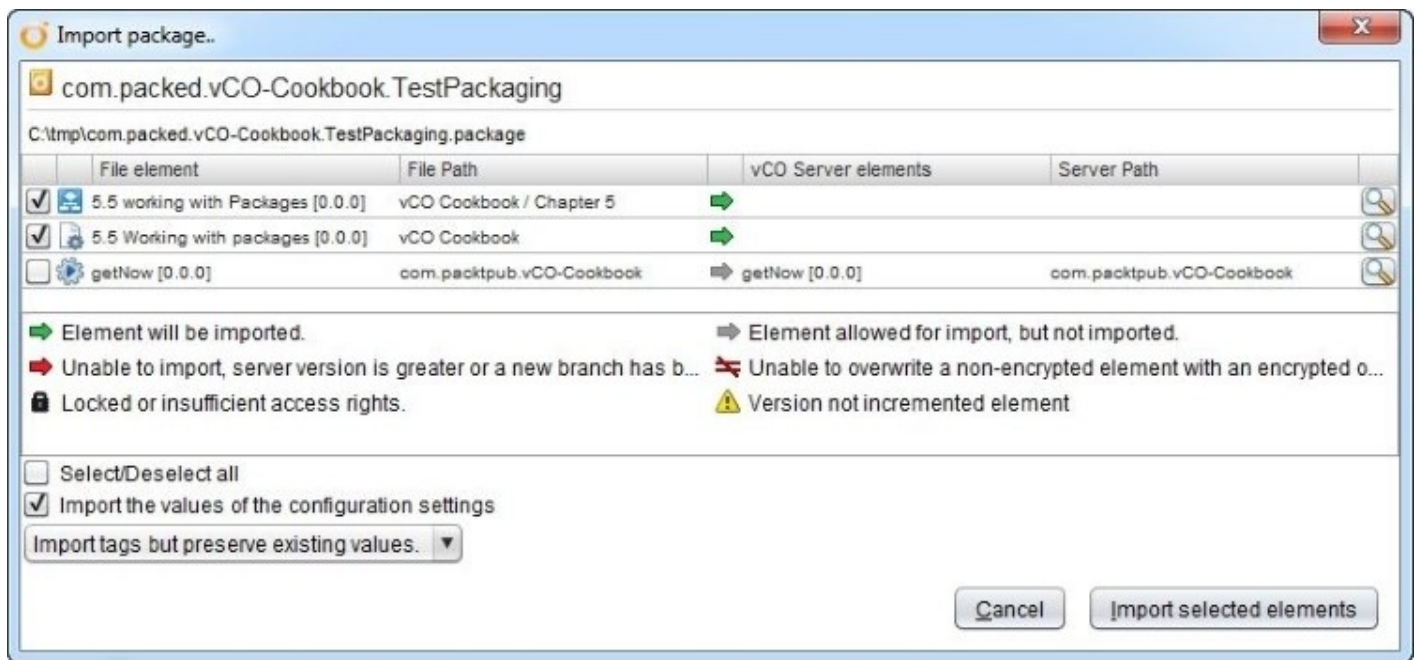 Import package..
com.packed.vCO-Cookbook.TestPackaging
C:\tmp\com.packed.vCO-Cookbook.TestPackaging.package
File element File Path vCO Server elements Server Path
5.5 working with Packages [0.0.0] vCO Cookbook / Chapter 5
5.5 Working with packages [0.0.0] vCO Cookbook
getNow [0.0.0] com.packtpub.vCO-Cookbook getNow [0.0.0] com.packtpub.vCO-Cookbook
Element will be imported. Element allowed for import, but not imported.
Unable to import, server version is greater or a new branch has b... Unable to overwrite a non-encrypted element with an encrypted o...
Locked or insufficient access rights. Version not incremented element
Select/Deselect all
Import the values of the configuration settings
Import tags but preserve existing values.
Cancel Import selected elements